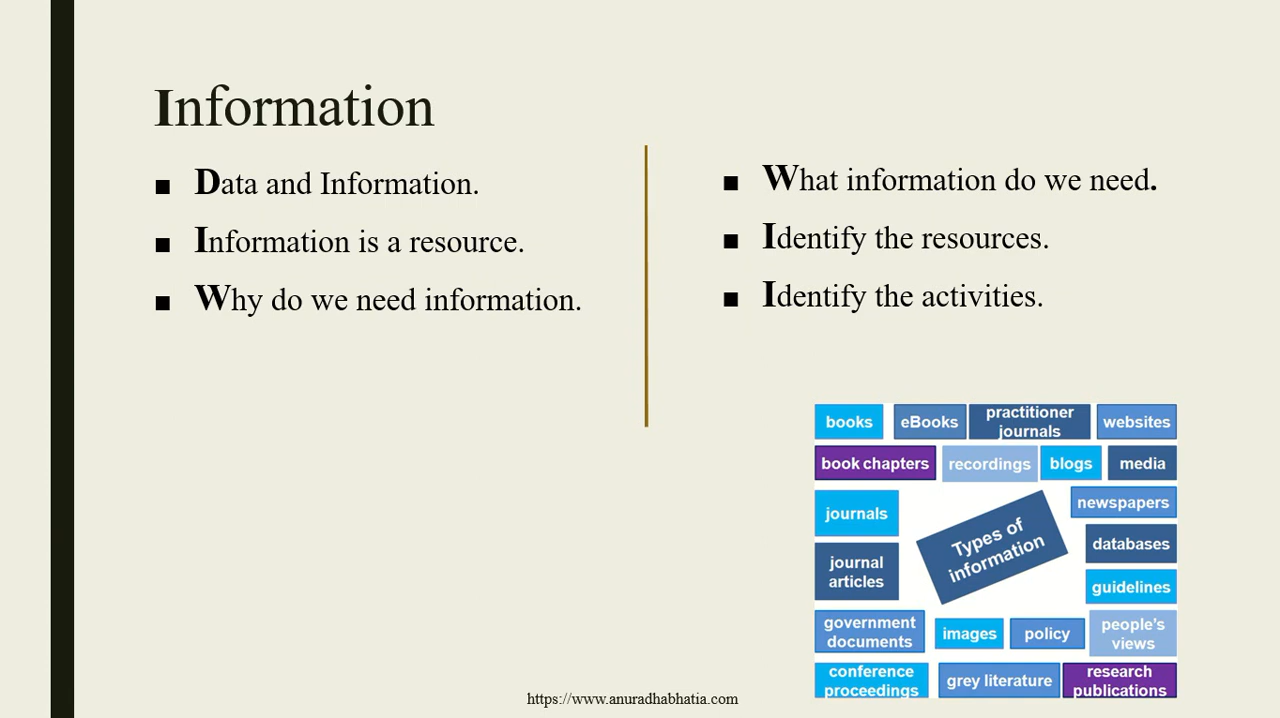 Information
■ Data and Information.
■ Information is a resource.
■ Why do we need information.
■ What information do we need.
■ Identify the resources.
■ Identify the activities.
books
eBooks
practitioner
journals
websites
book chapters
recordings
blogs
media
journals
newspapers
Types of
information
databases
journal
articles
guidelines
government
documents
images
policy
people's
views
conference
proceedings
grey literature
research
publications
https://www.anuradhabhatia.com